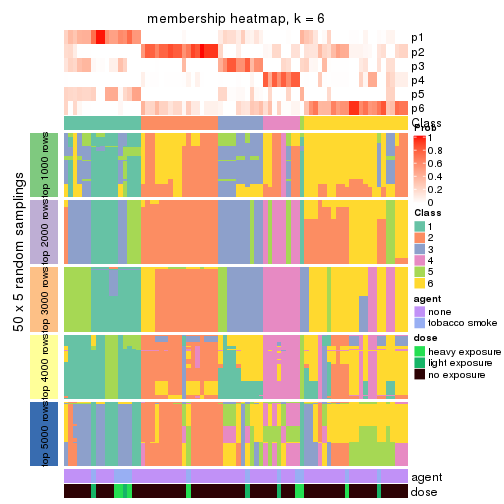 membership heatmap, k = 6
p1
p2
p3
p4
p5
p6
Class
Prob
1
0.8
0.6
0.4
0.2
0
Class
1
2
3
4
5
6
agent
none
tobacco smoke
dose
heavy exposure
light exposure
no exposure
50 x 5 random samplings
top 1000 rows
top 2000 rows
top 3000 rows
top 4000 rows
top 5000 rows
agent
dose